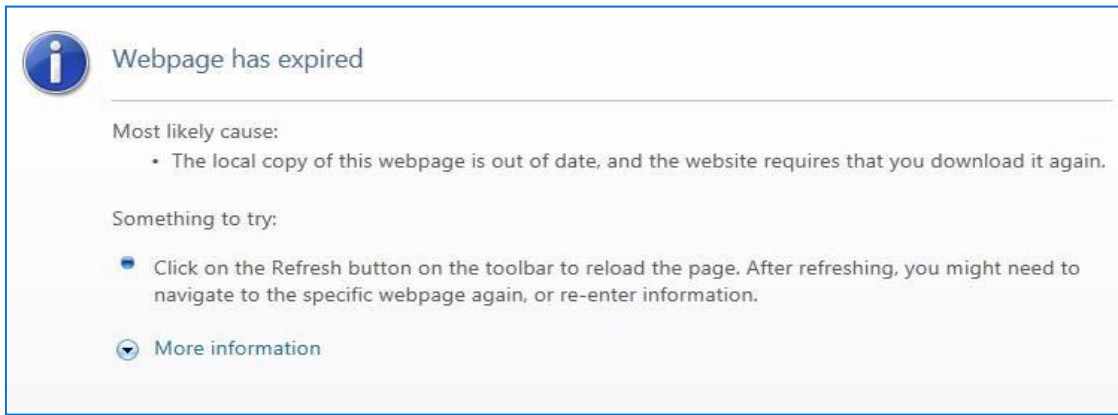 Webpage has expired
Most likely cause:
• The local copy of this webpage is out of date, and the website requires that you download it again.
Something to try:
Click on the Refresh button on the toolbar to reload the page. After refreshing, you might need to
navigate to the specific webpage again, or re-enter information.
More information